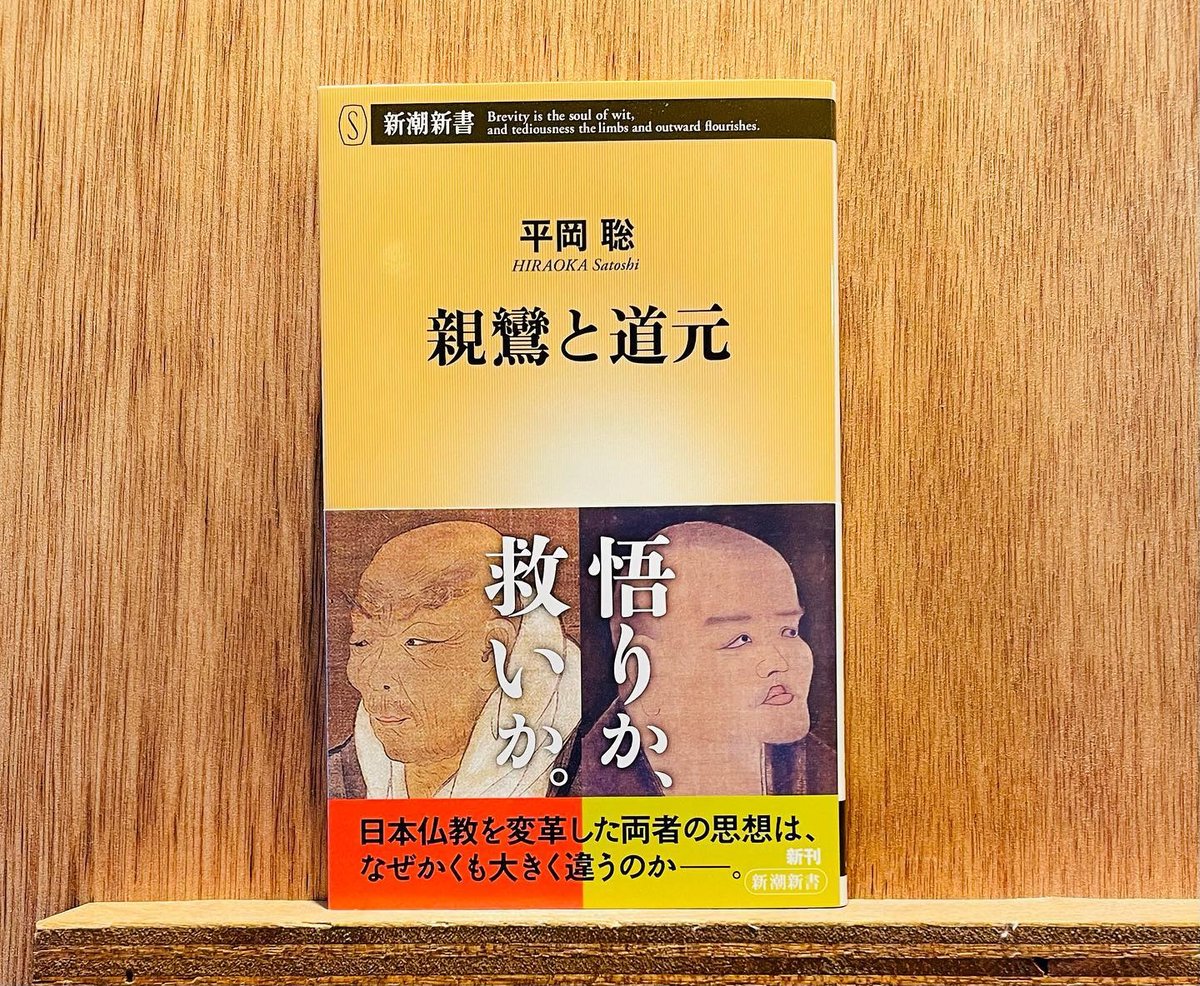 S 新潮新書
Brevity is the soul of wit,
and tediousness the limbs and outward flourishes.
平岡 聡
HIRAOKA Satoshi
親鸞と道元
悟りか、
救いか。
日本仏教を変革した両者の思想は、
なぜかくも大きく違うのか――。
新刊
新潮新書